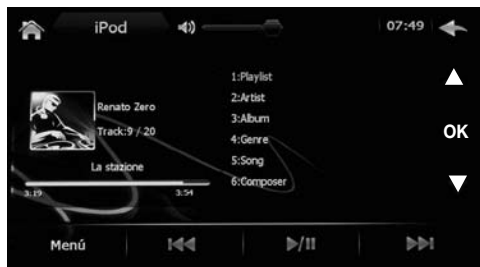 iPod
07:49
Renato Zero
Track:9 / 20
La stazione
3:19
3:54
1:Playlist
2:Artist
3:Album
4:Genre
5:Song
6:Composer
OK
Menú